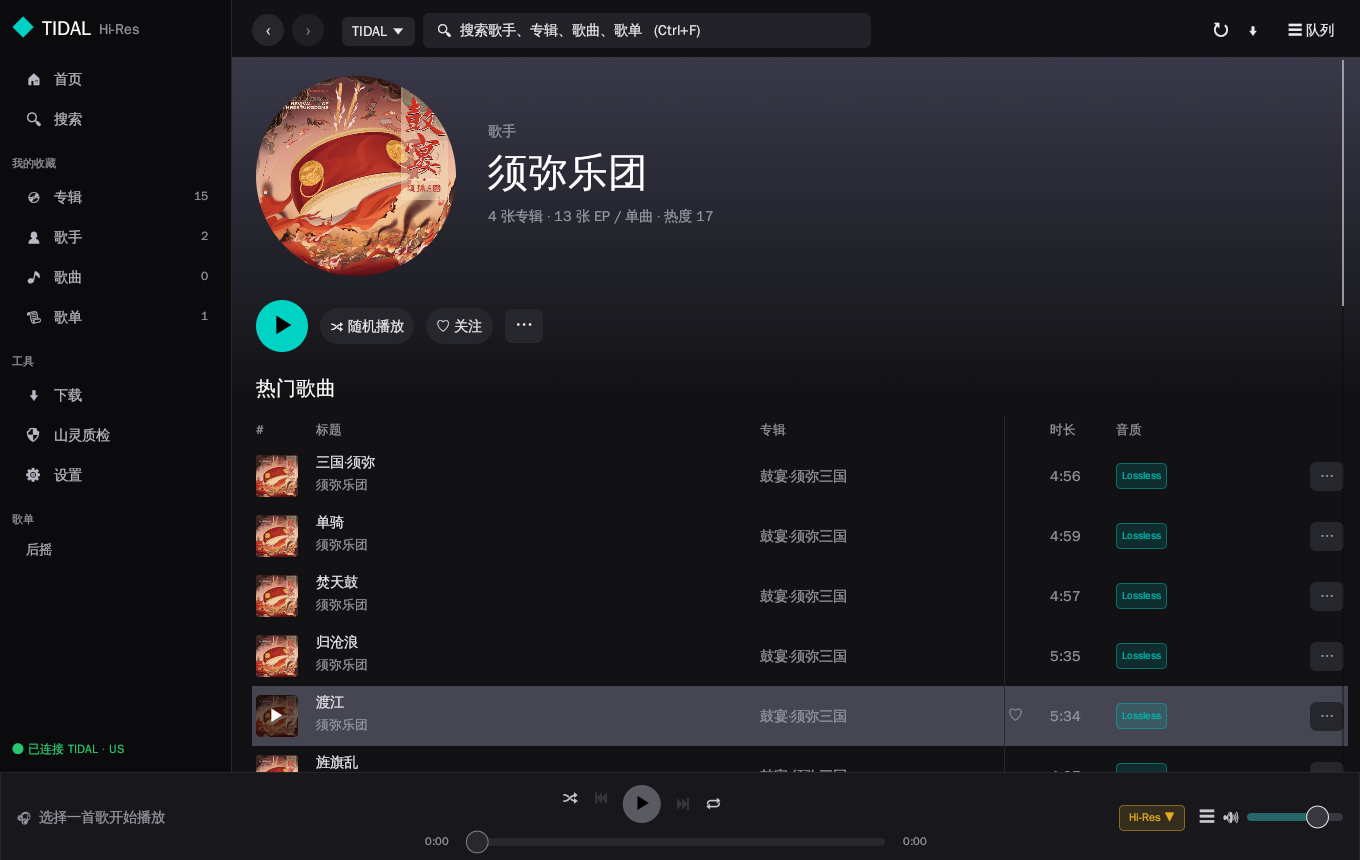 TIDAL Hi-Res
首页
搜索
我的收藏
专辑 15
歌手 2
歌曲 0
歌单 1
工具
下载
山灵质检
设置
歌单
后摇
已连接 TIDAL · US
TIDAL
搜索歌手、专辑、歌曲、歌单 (Ctrl+F)
队列
鼓宴
歌手
须弥乐团
4 张专辑 · 13 张 EP / 单曲 · 热度 17
随机播放
关注
热门歌曲
# 标题 专辑 时长 音质
三国·须弥
须弥乐团
鼓宴·须弥三国 4:56 Lossless
单骑
须弥乐团
鼓宴·须弥三国 4:59 Lossless
焚天鼓
须弥乐团
鼓宴·须弥三国 4:57 Lossless
归沧浪
须弥乐团
鼓宴·须弥三国 5:35 Lossless
渡江
须弥乐团
鼓宴·须弥三国 5:34 Lossless
旌旗乱
选择一首歌开始播放
0:00 0:00
Hi-Res